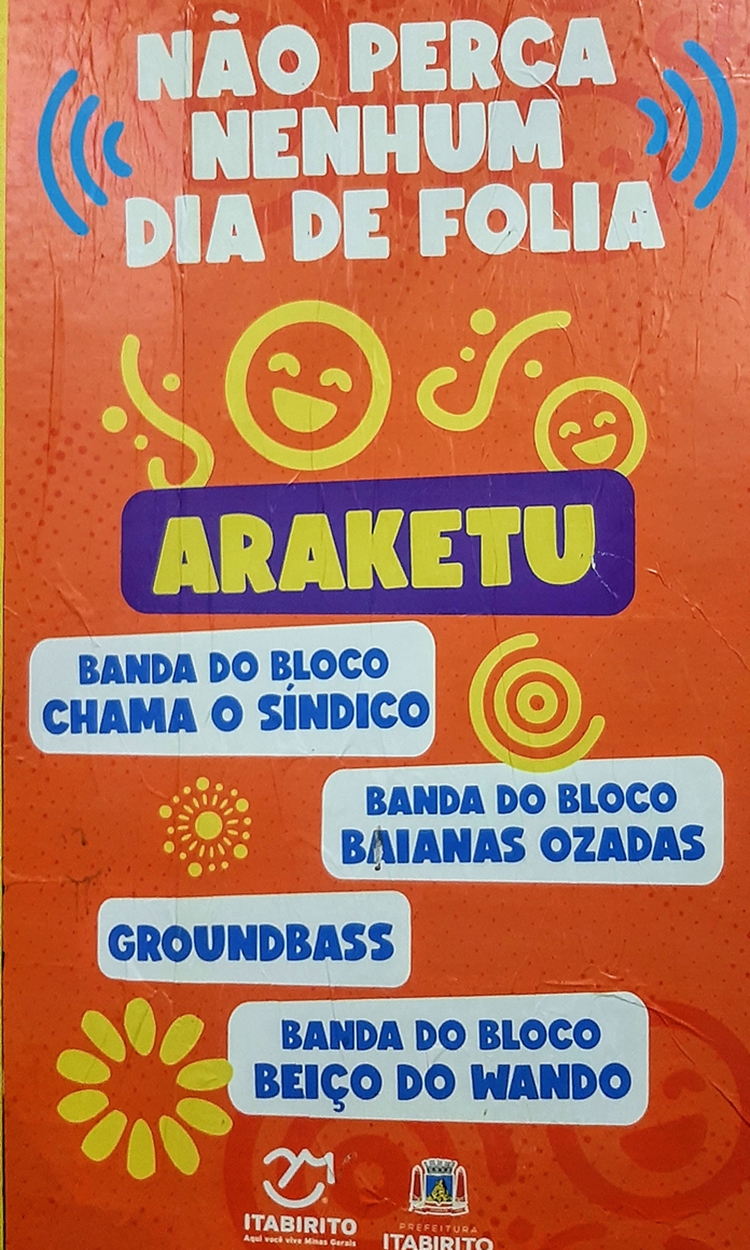 NÃO PERCA
NENHUM
DIA DE FOLIA
ARAKETU
BANDA DO BLOCO
CHAMA O SÍNDICO
BANDA DO BLOCO
BAIANAS OZADAS
GROUNDBASS
BANDA DO BLOCO
BEIÇO DO WANDO
ITABIRITO
Aqui você vive Minas Gerais
PREFEITURA
ITABIRITO